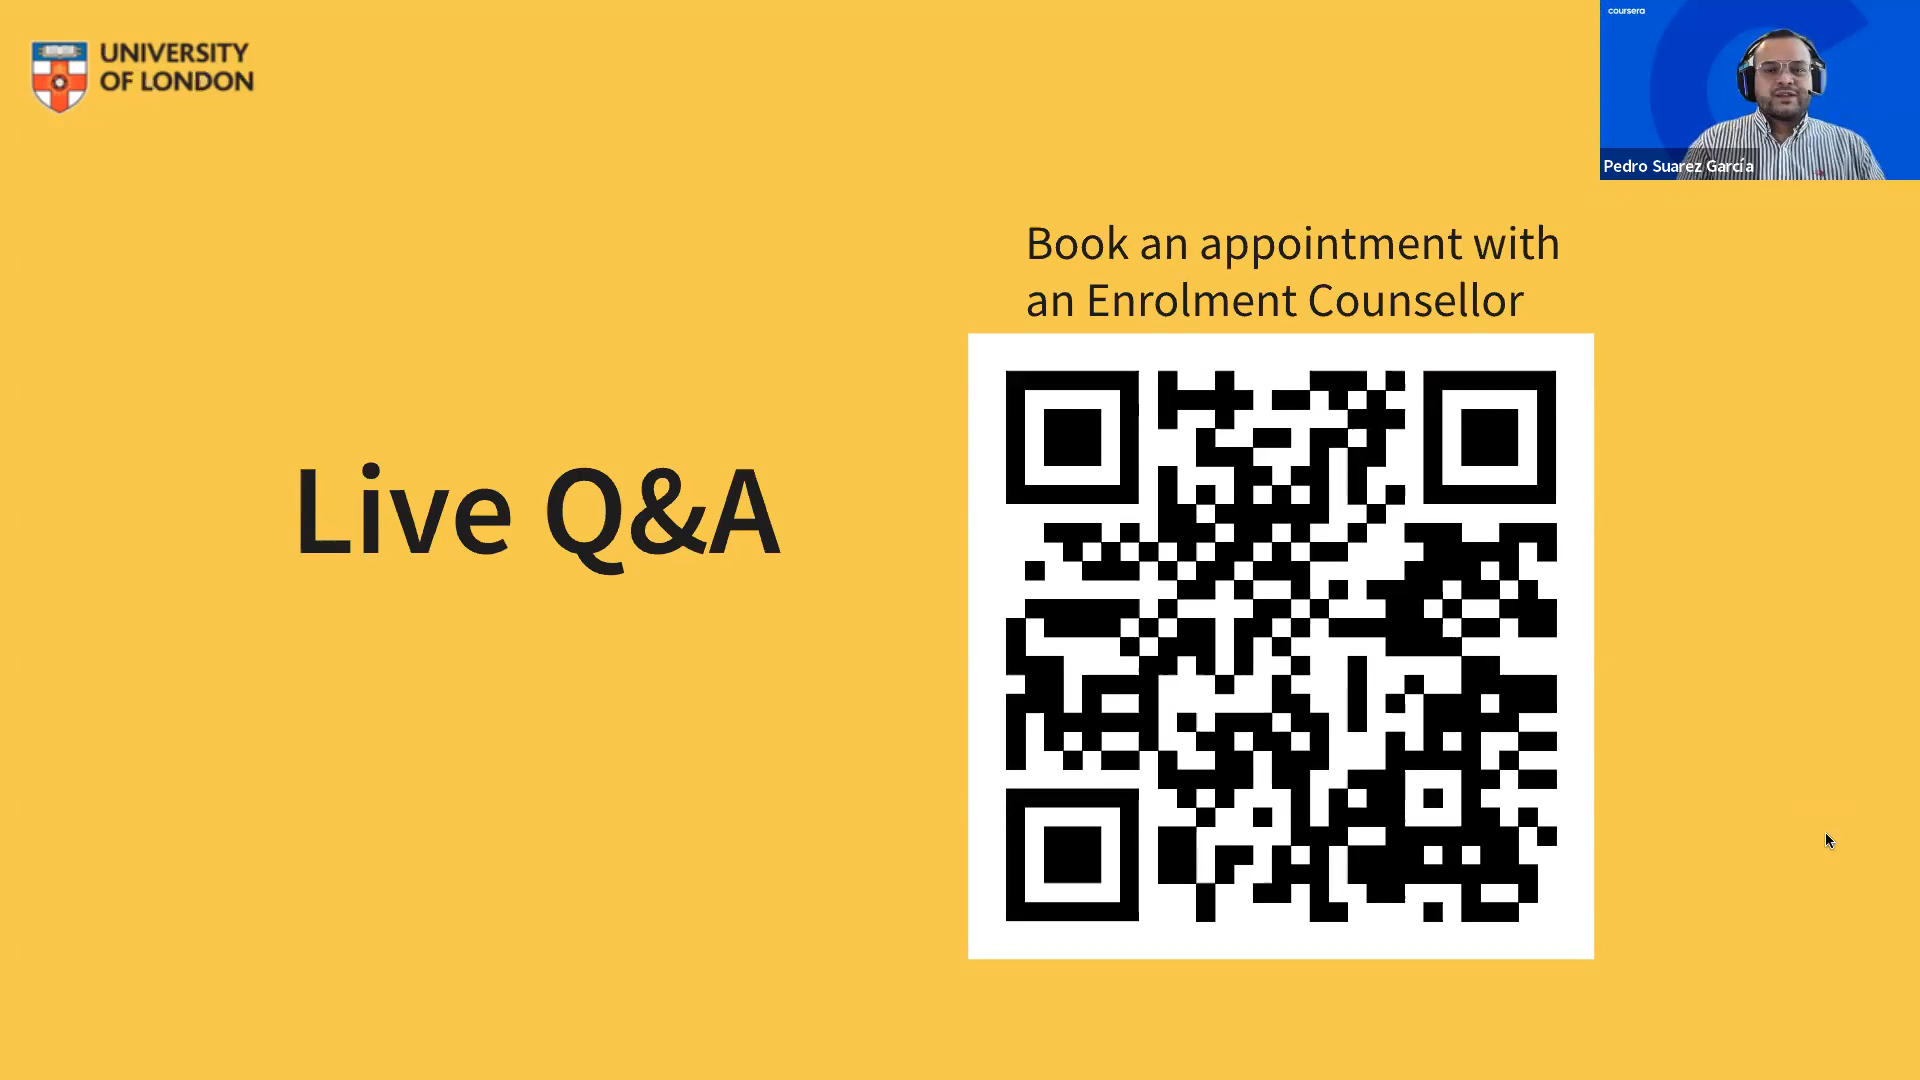 UNIVERSITY
OF LONDON
coursera
Pedro Suarez García
Book an appointment with
an Enrolment Counsellor
Live Q&A